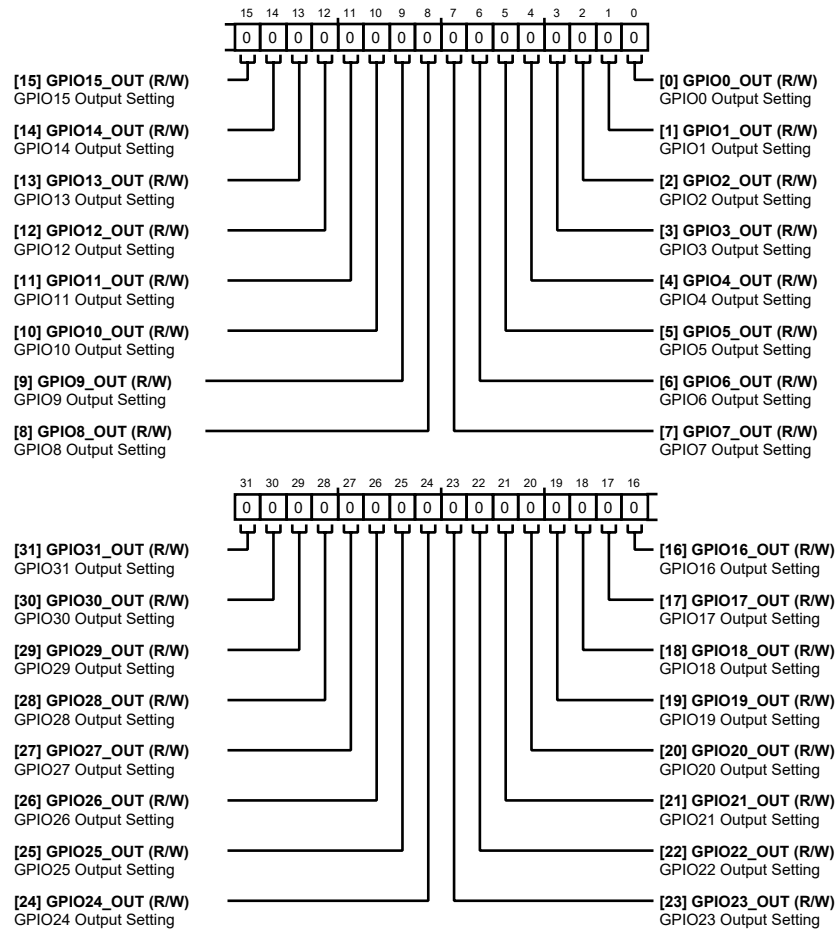 15 14 13 12 11 10 9 8 7 6 5 4 3 2 1 0
0 0 0 0 0 0 0 0 0 0 0 0 0 0 0 0
[15] GPIO15_OUT (R/W)
GPIO15 Output Setting
[14] GPIO14_OUT (R/W)
GPIO14 Output Setting
[13] GPIO13_OUT (R/W)
GPIO13 Output Setting
[12] GPIO12_OUT (R/W)
GPIO12 Output Setting
[11] GPIO11_OUT (R/W)
GPIO11 Output Setting
[10] GPIO10_OUT (R/W)
GPIO10 Output Setting
[9] GPIO9_OUT (R/W)
GPIO9 Output Setting
[8] GPIO8_OUT (R/W)
GPIO8 Output Setting
[0] GPIO0_OUT (R/W)
GPIO0 Output Setting
[1] GPIO1_OUT (R/W)
GPIO1 Output Setting
[2] GPIO2_OUT (R/W)
GPIO2 Output Setting
[3] GPIO3_OUT (R/W)
GPIO3 Output Setting
[4] GPIO4_OUT (R/W)
GPIO4 Output Setting
[5] GPIO5_OUT (R/W)
GPIO5 Output Setting
[6] GPIO6_OUT (R/W)
GPIO6 Output Setting
[7] GPIO7_OUT (R/W)
GPIO7 Output Setting
31 30 29 28 27 26 25 24 23 22 21 20 19 18 17 16
0 0 0 0 0 0 0 0 0 0 0 0 0 0 0 0
[31] GPIO31_OUT (R/W)
GPIO31 Output Setting
[30] GPIO30_OUT (R/W)
GPIO30 Output Setting
[29] GPIO29_OUT (R/W)
GPIO29 Output Setting
[28] GPIO28_OUT (R/W)
GPIO28 Output Setting
[27] GPIO27_OUT (R/W)
GPIO27 Output Setting
[26] GPIO26_OUT (R/W)
GPIO26 Output Setting
[25] GPIO25_OUT (R/W)
GPIO25 Output Setting
[24] GPIO24_OUT (R/W)
GPIO24 Output Setting
[16] GPIO16_OUT (R/W)
GPIO16 Output Setting
[17] GPIO17_OUT (R/W)
GPIO17 Output Setting
[18] GPIO18_OUT (R/W)
GPIO18 Output Setting
[19] GPIO19_OUT (R/W)
GPIO19 Output Setting
[20] GPIO20_OUT (R/W)
GPIO20 Output Setting
[21] GPIO21_OUT (R/W)
GPIO21 Output Setting
[22] GPIO22_OUT (R/W)
GPIO22 Output Setting
[23] GPIO23_OUT (R/W)
GPIO23 Output Setting